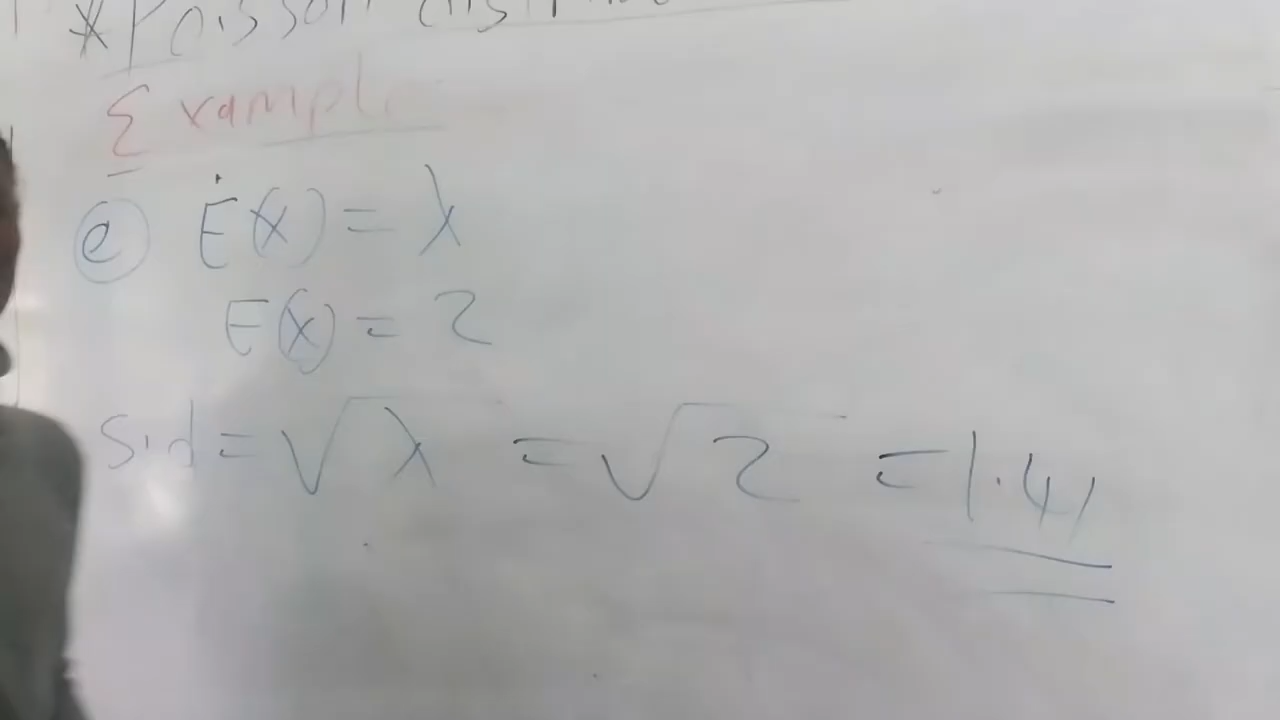 *Poisson
Example
e E(x) = λ
E(x) = 2
S.d = √λ = √2 = 1.41